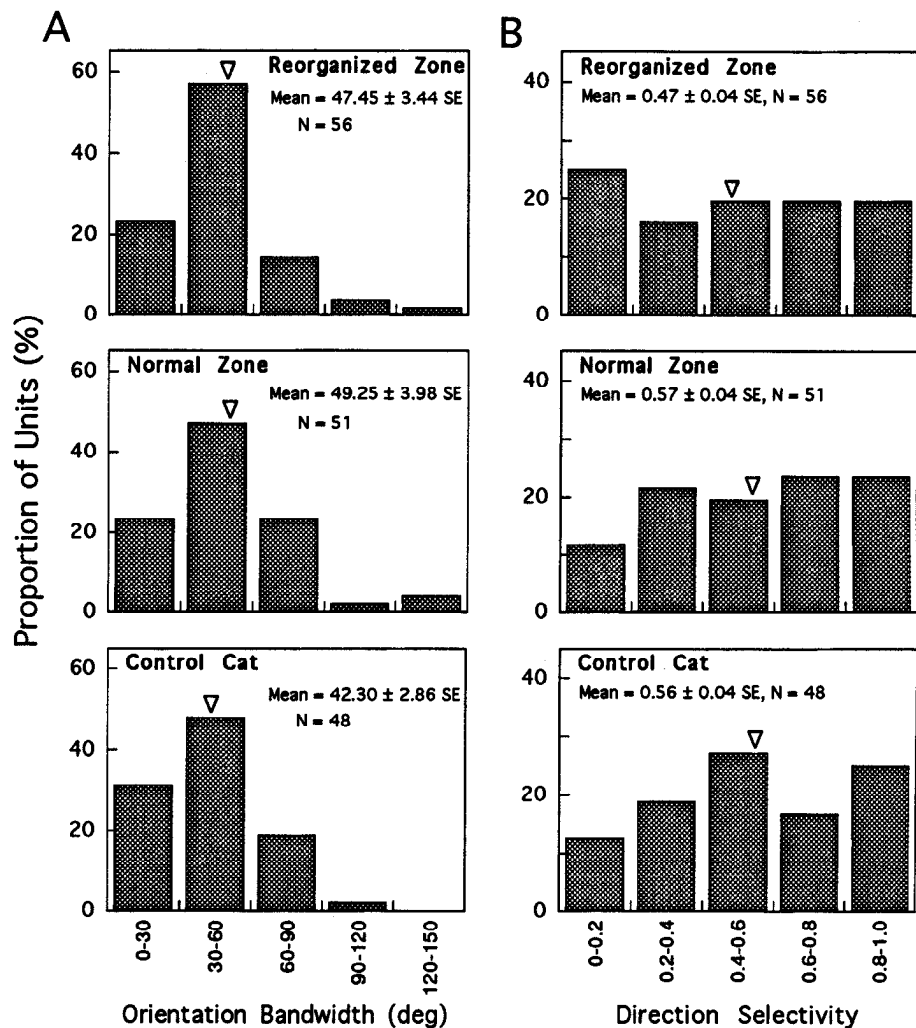 A
60
40
20
0
Reorganized Zone
Mean = 47.45 ± 3.44 SE
N = 56
60
40
20
0
Normal Zone
Mean = 49.25 ± 3.98 SE
N = 51
60
40
20
0
Control Cat
Mean = 42.30 ± 2.86 SE
N = 48
0-30
30-60
60-90
90-120
120-150
Orientation Bandwidth (deg)
Proportion of Units (%)
B
40
20
0
Reorganized Zone
Mean = 0.47 ± 0.04 SE, N = 56
40
20
0
Normal Zone
Mean = 0.57 ± 0.04 SE, N = 51
40
20
0
Control Cat
Mean = 0.56 ± 0.04 SE, N = 48
0-0.2
0.2-0.4
0.4-0.6
0.6-0.8
0.8-1.0
Direction Selectivity